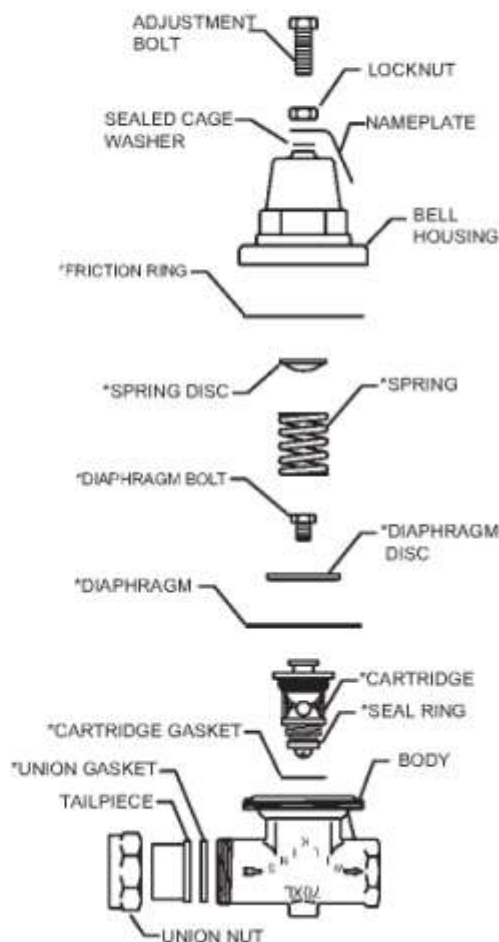 ADJUSTMENT
BOLT
LOCKNUT
SEALED CAGE
WASHER
NAMEPLATE
BELL
HOUSING
*FRICTION RING
*SPRING DISC
*SPRING
*DIAPHRAGM BOLT
*DIAPHRAGM
DISC
*DIAPHRAGM
*CARTRIDGE
*SEAL RING
*CARTRIDGE GASKET
*UNION GASKET
BODY
TAILPIECE
70XL
UNION NUT